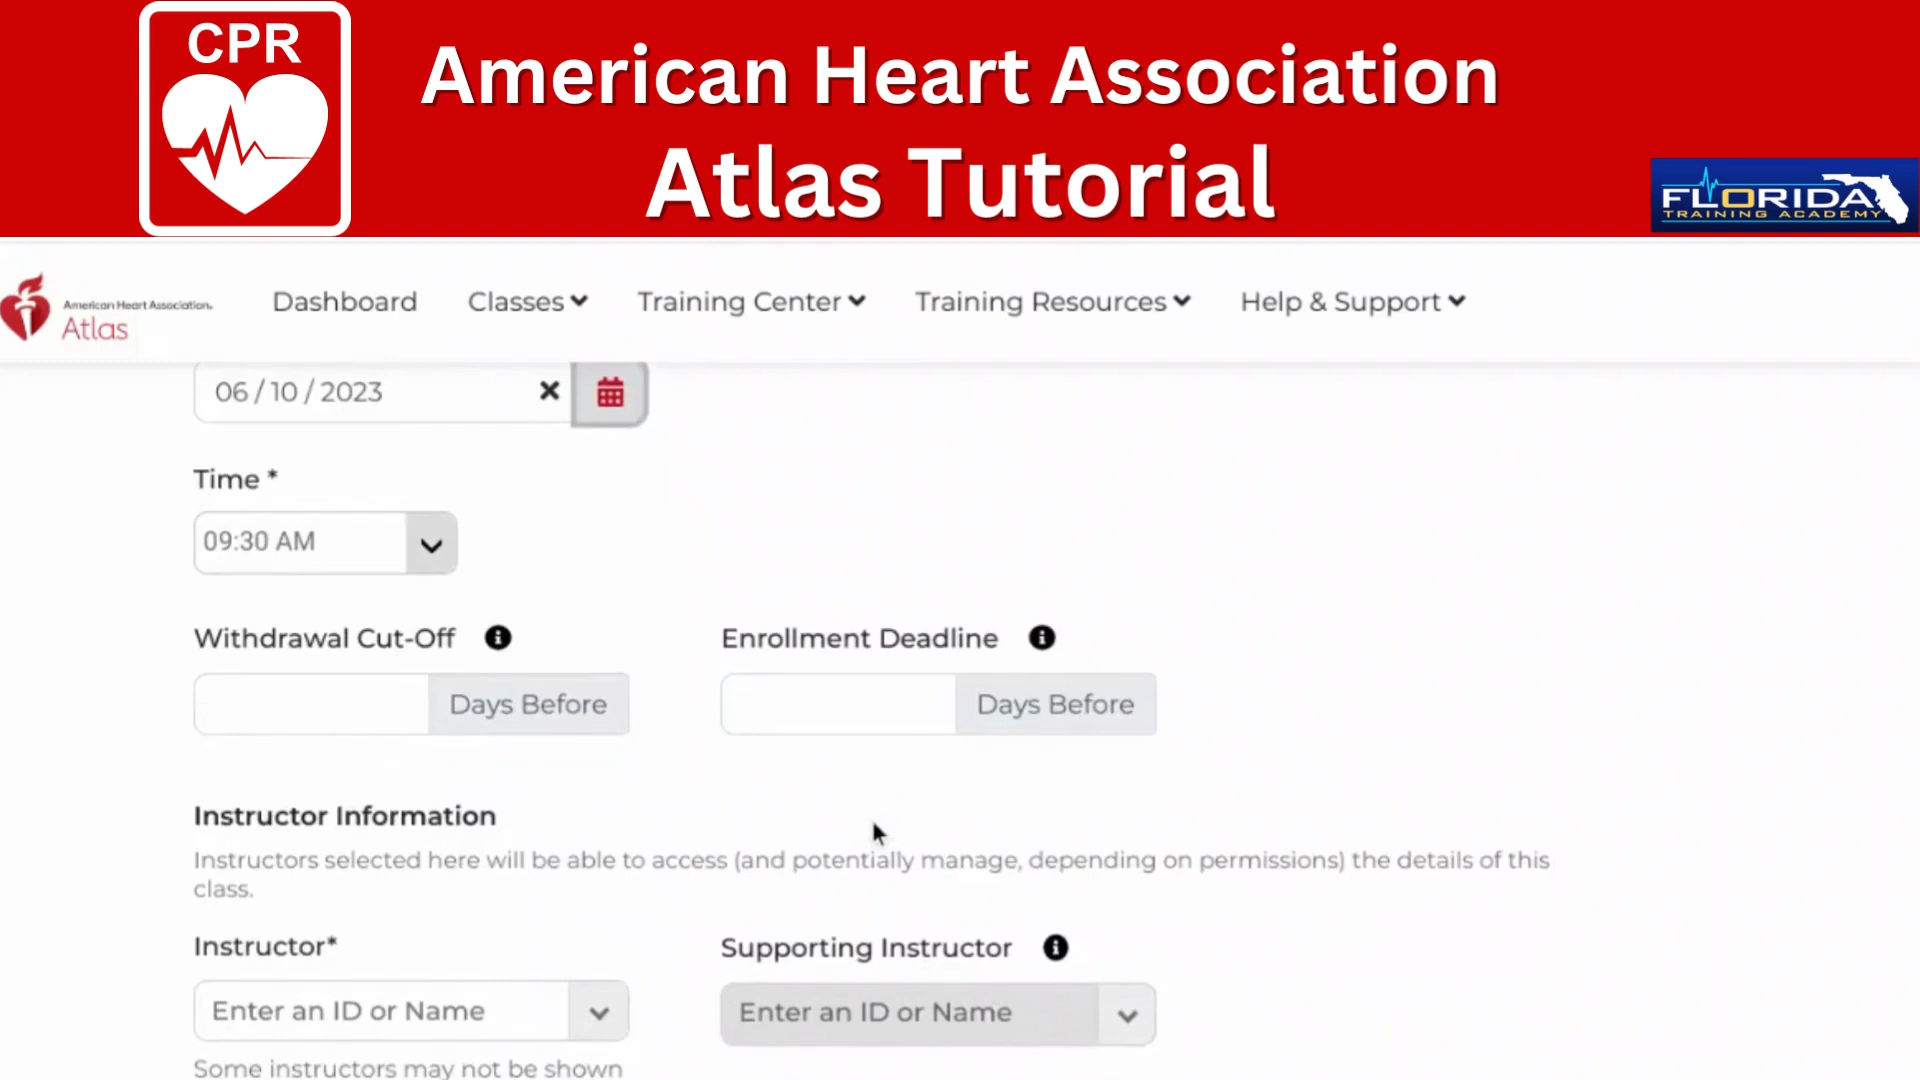 CPR
American Heart Association
Atlas Tutorial
FLORIDA
TRAINING ACADEMY
American Heart Association
Atlas
Dashboard
Classes
Training Center
Training Resources
Help & Support
06 / 10 / 2023
Time *
09:30 AM
Withdrawal Cut-Off
Enrollment Deadline
Days Before
Days Before
Instructor Information
Instructors selected here will be able to access (and potentially manage, depending on permissions) the details of this
class.
Instructor*
Supporting Instructor
Enter an ID or Name
Enter an ID or Name
Some instructors may not be shown